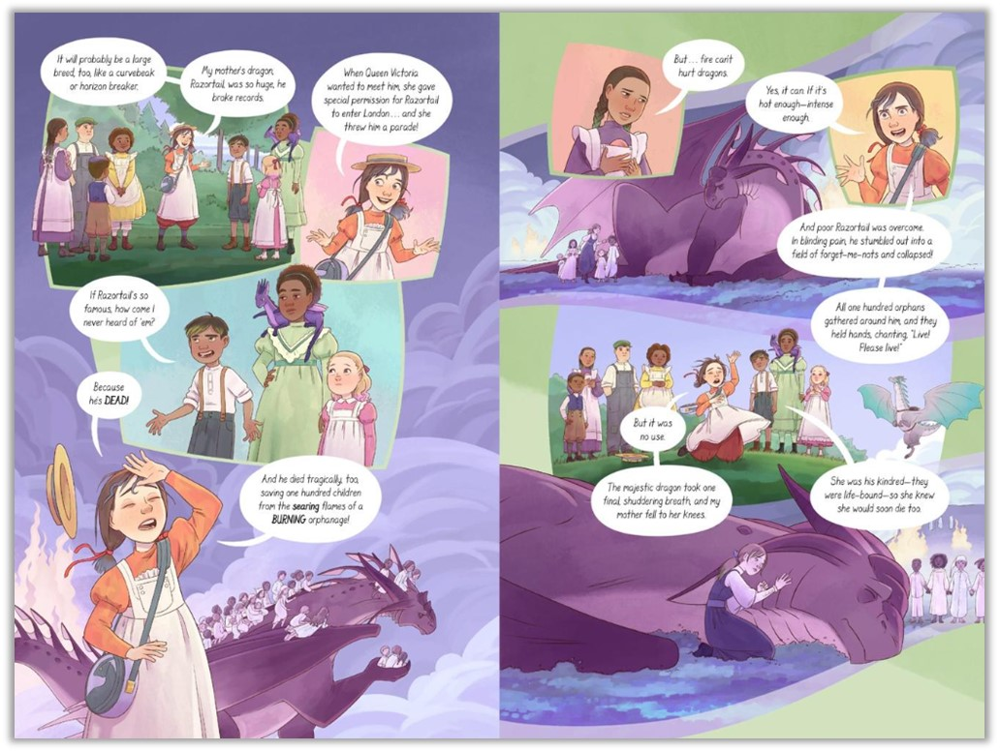 It will probably be a large
breed, too, like a curvebeak
or horizon breaker.
My mother's dragon,
Razortail, was so huge, he
broke records.
When Queen Victoria
wanted to meet him, she gave
special permission for Razortail
to enter London... and she
threw him a parade!
If Razortail's so
famous, how come I
never heard of 'em?
Because
he's DEAD!
And he died tragically, too,
saving one hundred children
from the searing flames of a
BURNING orphanage!
But... fire can't
hurt dragons.
Yes, it can. If it's
hot enough—intense
enough.
And poor Razortail was overcome.
In blinding pain, he stumbled out into a
field of forget-me-nots and collapsed!
All one hundred orphans
gathered around him, and they
held hands, chanting, "Live!
Please live!"
But it was
no use.
The majestic dragon took one
final, shuddering breath, and my
mother fell to her knees.
She was his kindred—they
were life-bound—so she knew
she would soon die too.